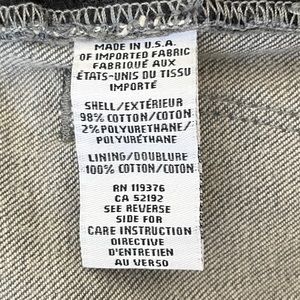 MADE IN U.S.A.
OF IMPORTED FABRIC
FABRIQUÉ AUX
ÉTATS-UNIS DU TISSU
IMPORTÉ
SHELL/EXTÉRIEUR
98% COTTON/COTON
2% POLYURETHANE/
POLYURÉTHANE
LINING/DOUBLURE
100% COTTON/COTON
RN 119376
CA 52192
SEE REVERSE
SIDE FOR
CARE INSTRUCTION
DIRECTIVE
D'ENTRETIEN
AU VERSO